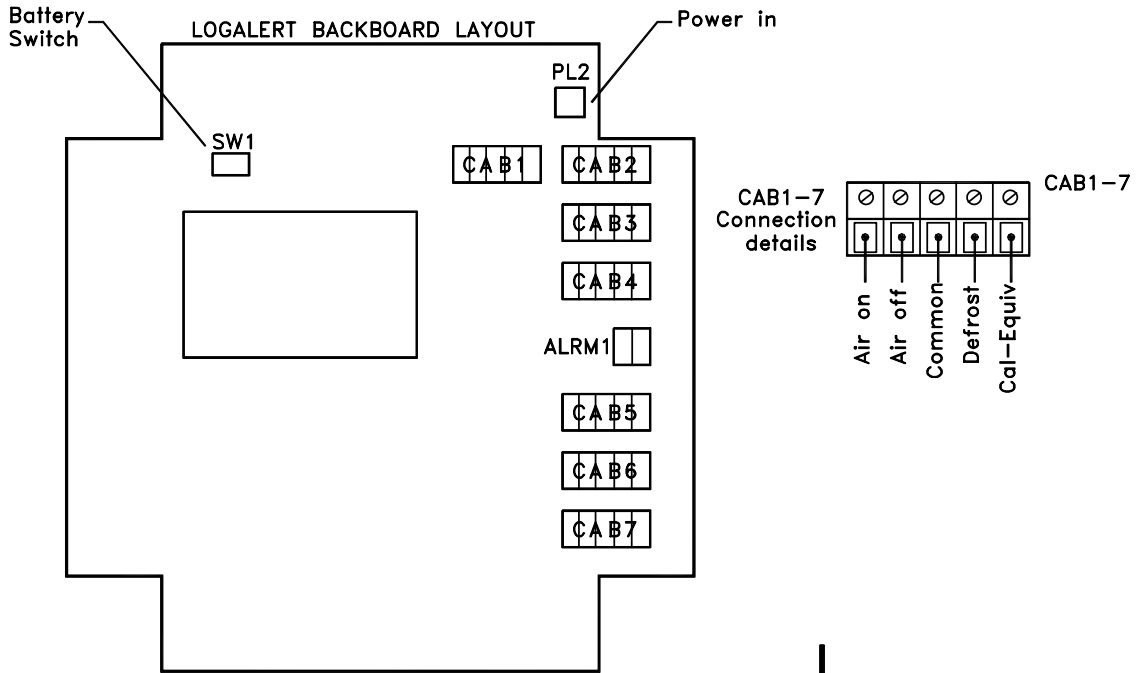 Battery
Switch
LOGALERT BACKBOARD LAYOUT
Power in
PL2
SW1
CAB1
CAB2
CAB3
CAB4
ALRM1
CAB5
CAB6
CAB7
CAB1-7
Connection
details
CAB1-7
Air on
Air off
Common
Defrost
Cal-Equiv